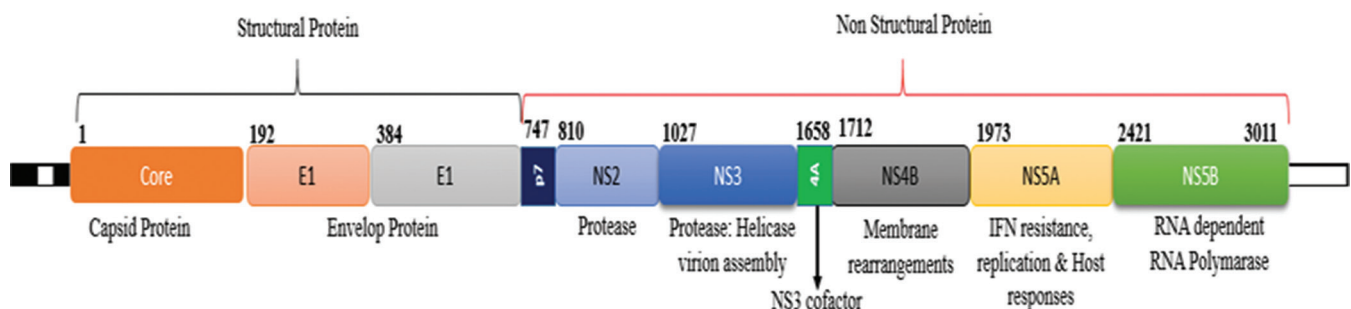 Structural Protein
Non Structural Protein
1
192
384
747
810
1027
1658
1712
1973
2421
3011
Core
E1
E1
p7
NS2
NS3
4A
NS4B
NS5A
NS5B
Capsid Protein
Envelop Protein
Protease
Protease: Helicase
virion assembly
NS3 cofactor
Membrane
rearrangements
IFN resistance,
replication & Host
responses
RNA dependent
RNA Polymarase